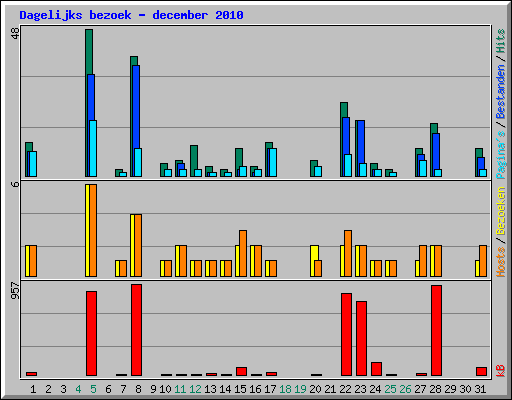 Dagelijks bezoek - december 2010
48
6
957
Hosts / Bezoeken Pagina's / Bestanden / Hits
kB
1 2 3 4 5 6 7 8 9 10 11 12 13 14 15 16 17 18 19 20 21 22 23 24 25 26 27 28 29 30 31